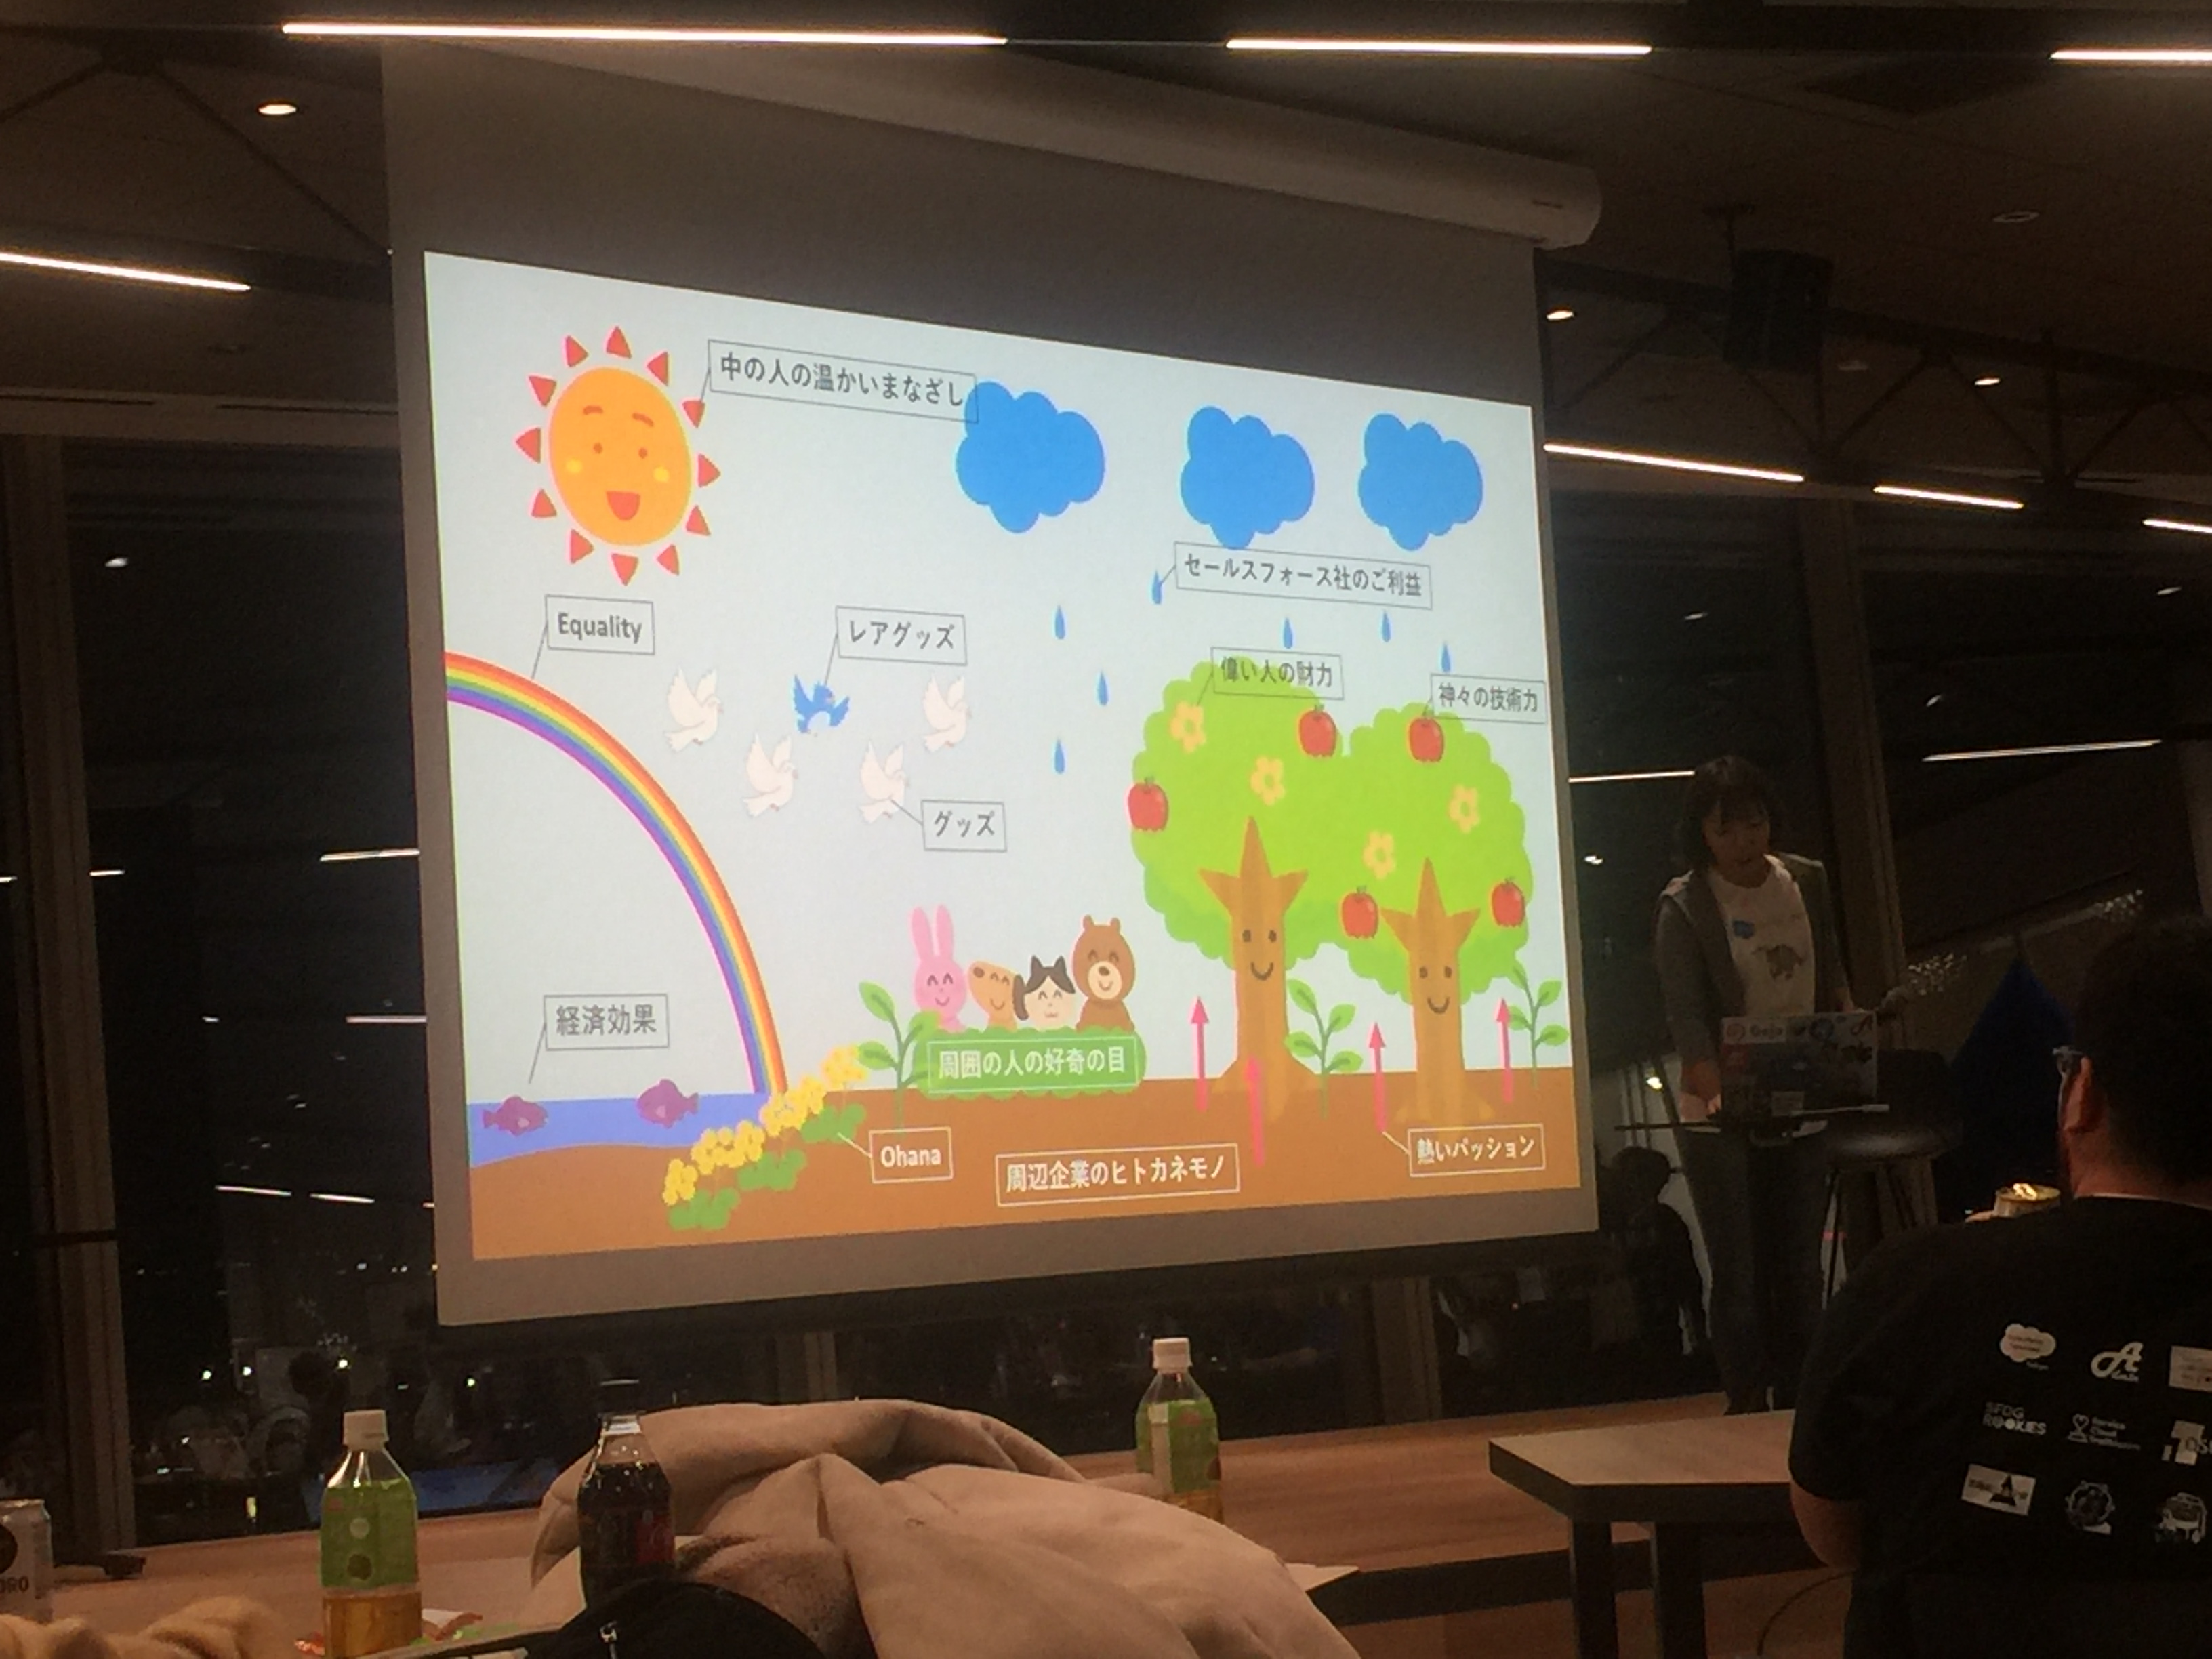 中の人の温かいまなざし
セールスフォース社のご利益
Equality
レアグッズ
偉い人の財力
神々の技術力
グッズ
経済効果
周囲の人の好奇の目
Ohana
周辺企業のヒトカネモノ
熱いパッション
SFDG
ROOKIES
Service
Cloud